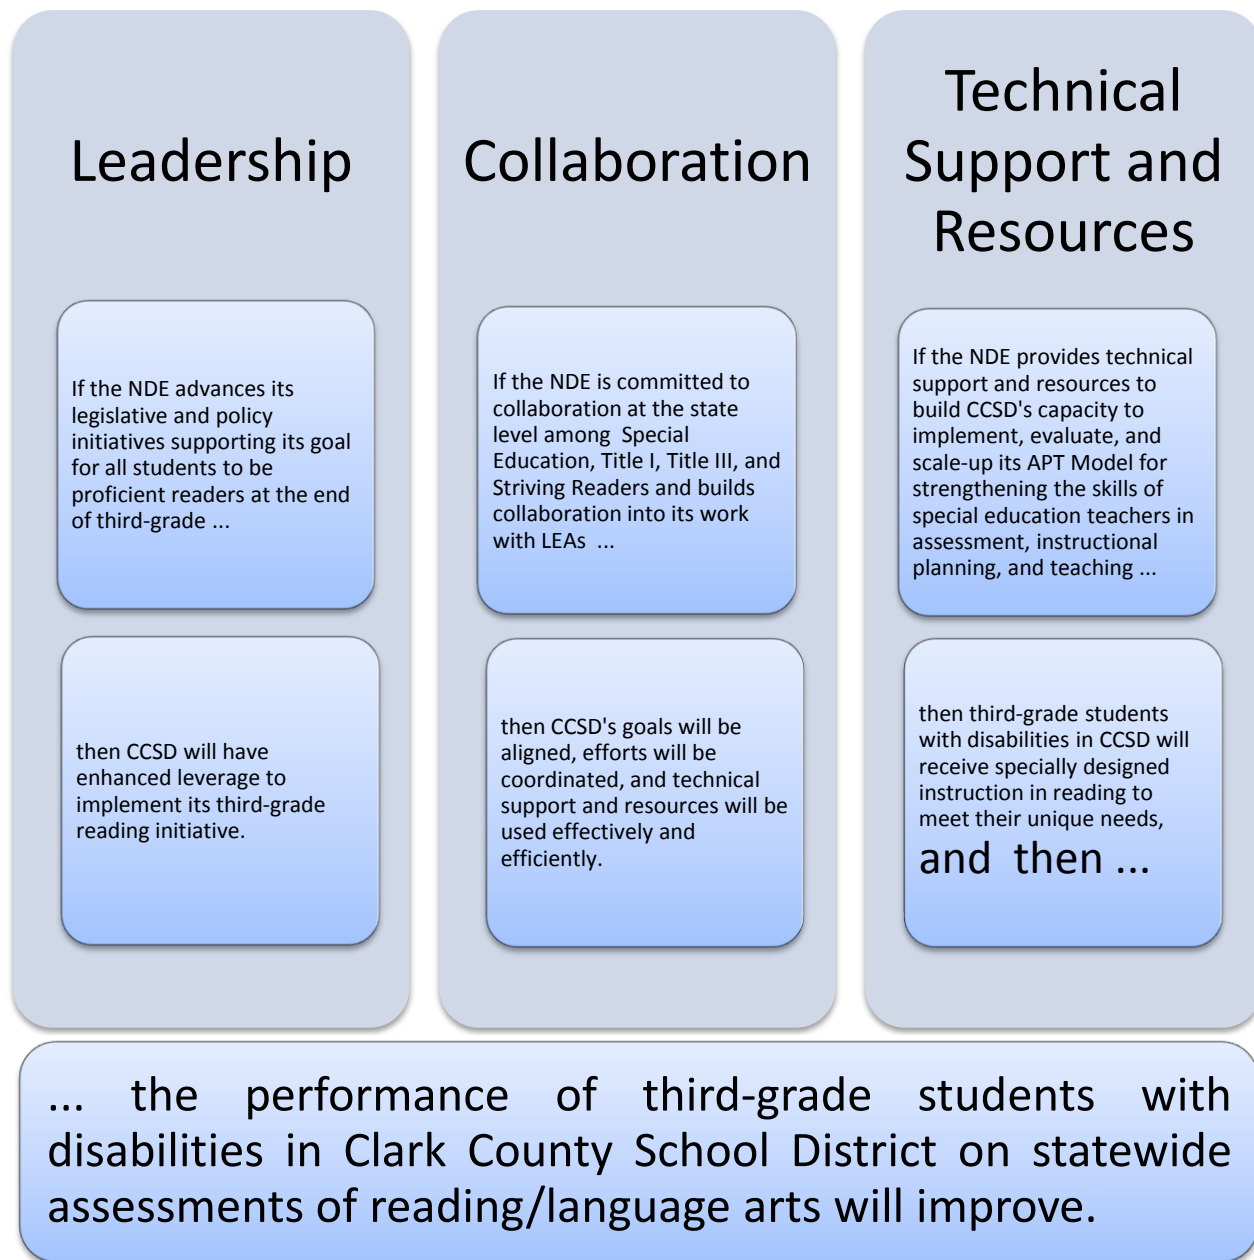 Leadership
If the NDE advances its
legislative and policy
initiatives supporting its goal
for all students to be
proficient readers at the end
of third-grade ...
then CCSD will have
enhanced leverage to
implement its third-grade
reading initiative.
Collaboration
If the NDE is committed to
collaboration at the state
level among  Special
Education, Title I, Title III, and
Striving Readers and builds
collaboration into its work
with LEAs  ...
then CCSD's goals will be
aligned, efforts will be
coordinated, and technical
support and resources will be
used effectively and
efficiently.
Technical
Support and
Resources
If the NDE provides technical
support and resources to
build CCSD's capacity to
implement, evaluate, and
scale-up its APT Model for
strengthening the skills of
special education teachers in
assessment, instructional
planning, and teaching ...
then third-grade students
with disabilities in CCSD will
receive specially designed
instruction in reading to
meet their unique needs,
and  then ...
... the performance of third-grade students with
disabilities in Clark County School District on statewide
assessments of reading/language arts will improve.